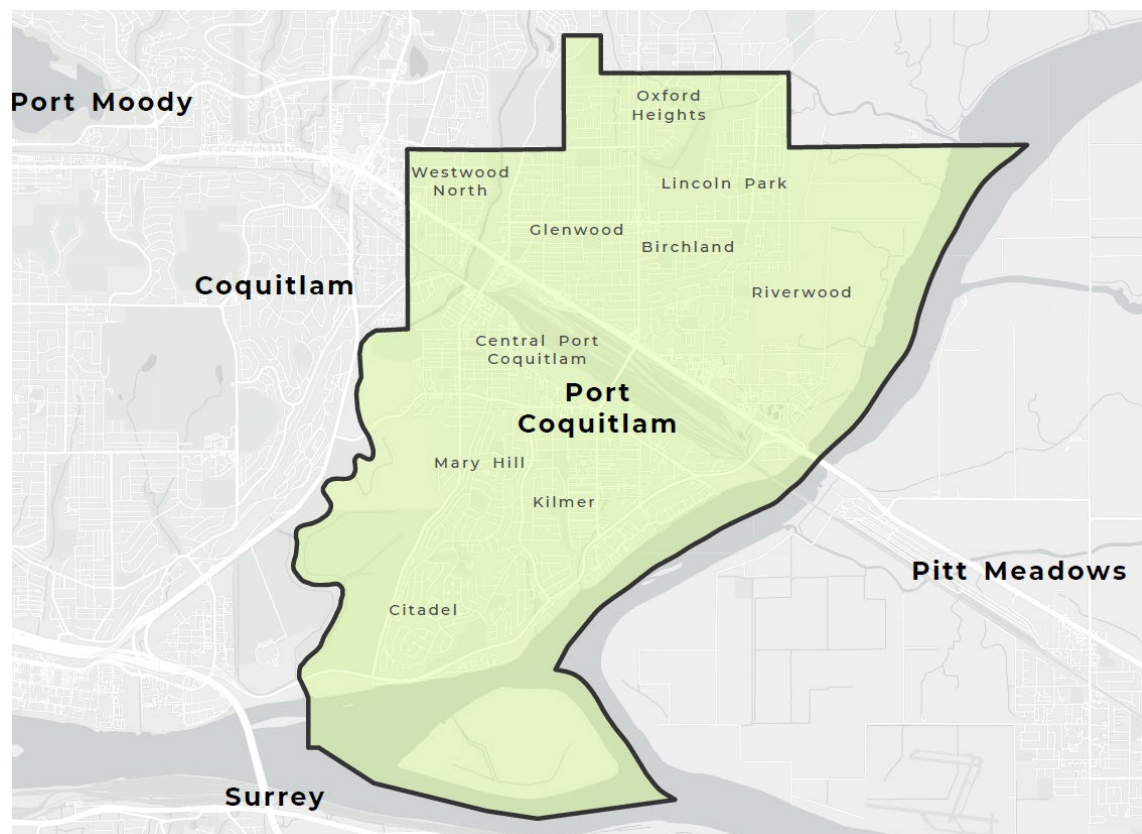 Port Moody
Oxford
Heights
Westwood
North
Lincoln Park
Glenwood
Birchland
Coquitlam
Riverwood
Central Port
Coquitlam
Port
Coquitlam
Mary Hill
Kilmer
Pitt Meadows
Citadel
Surrey